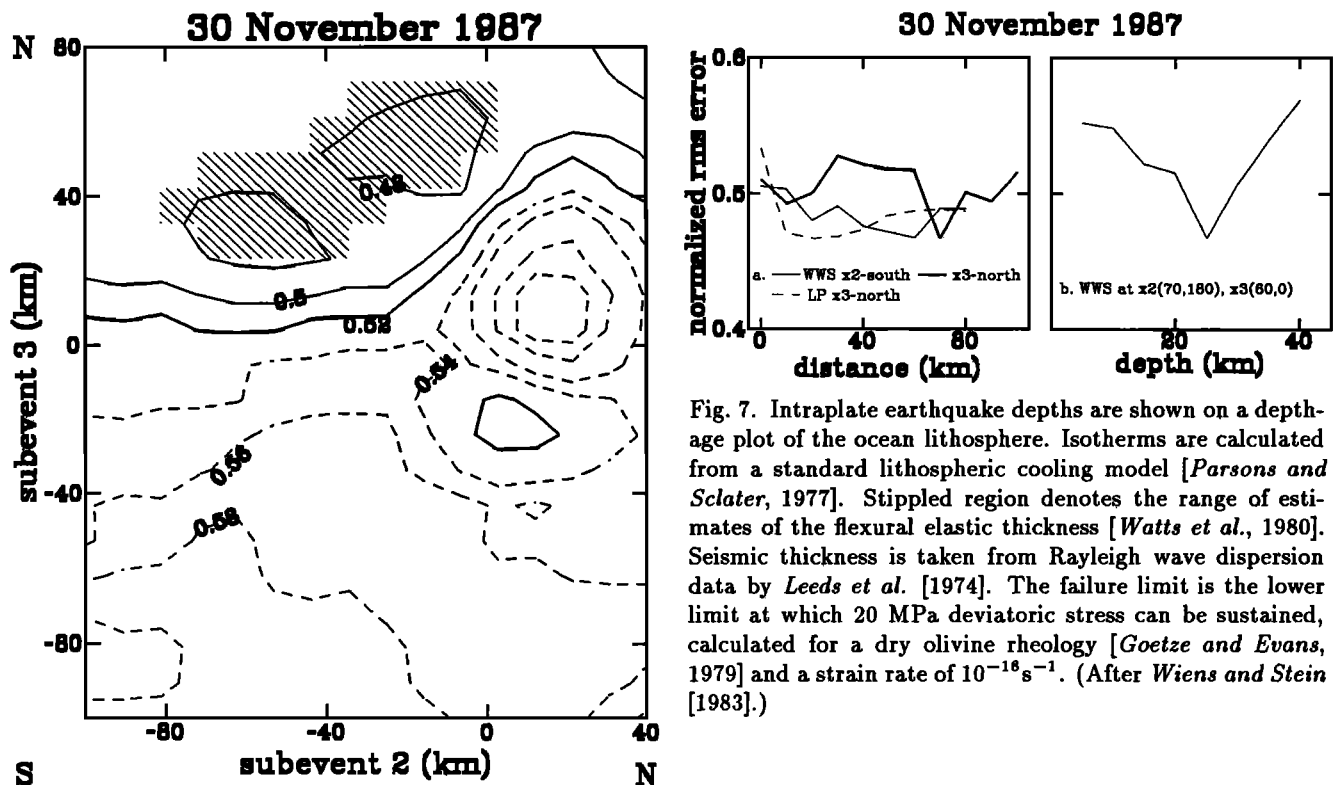 30 November 1987
N
80
40
0
-40
-80
subevent 3 (km)
0.48
0.5
0.52
0.54
0.56
0.58
-80
-40
0
40
subevent 2 (km)
S
N
30 November 1987
0.6
0.5
0.4
normalized rms error
a. WWS x2-south x3-north
LP x3-north
0
40
80
distance (km)
b. WWS at x2(70,180), x3(60,0)
20
40
depth (km)
Fig. 7. Intraplate earthquake depths are shown on a depth-
age plot of the ocean lithosphere. Isotherms are calculated
from a standard lithospheric cooling model [Parsons and
Sclater, 1977]. Stippled region denotes the range of esti-
mates of the flexural elastic thickness [Watts et al., 1980].
Seismic thickness is taken from Rayleigh wave dispersion
data by Leeds et al. [1974]. The failure limit is the lower
limit at which 20 MPa deviatoric stress can be sustained,
calculated for a dry olivine rheology [Goetze and Evans,
1979] and a strain rate of 10⁻¹⁶s⁻¹. (After Wiens and Stein
[1983].)